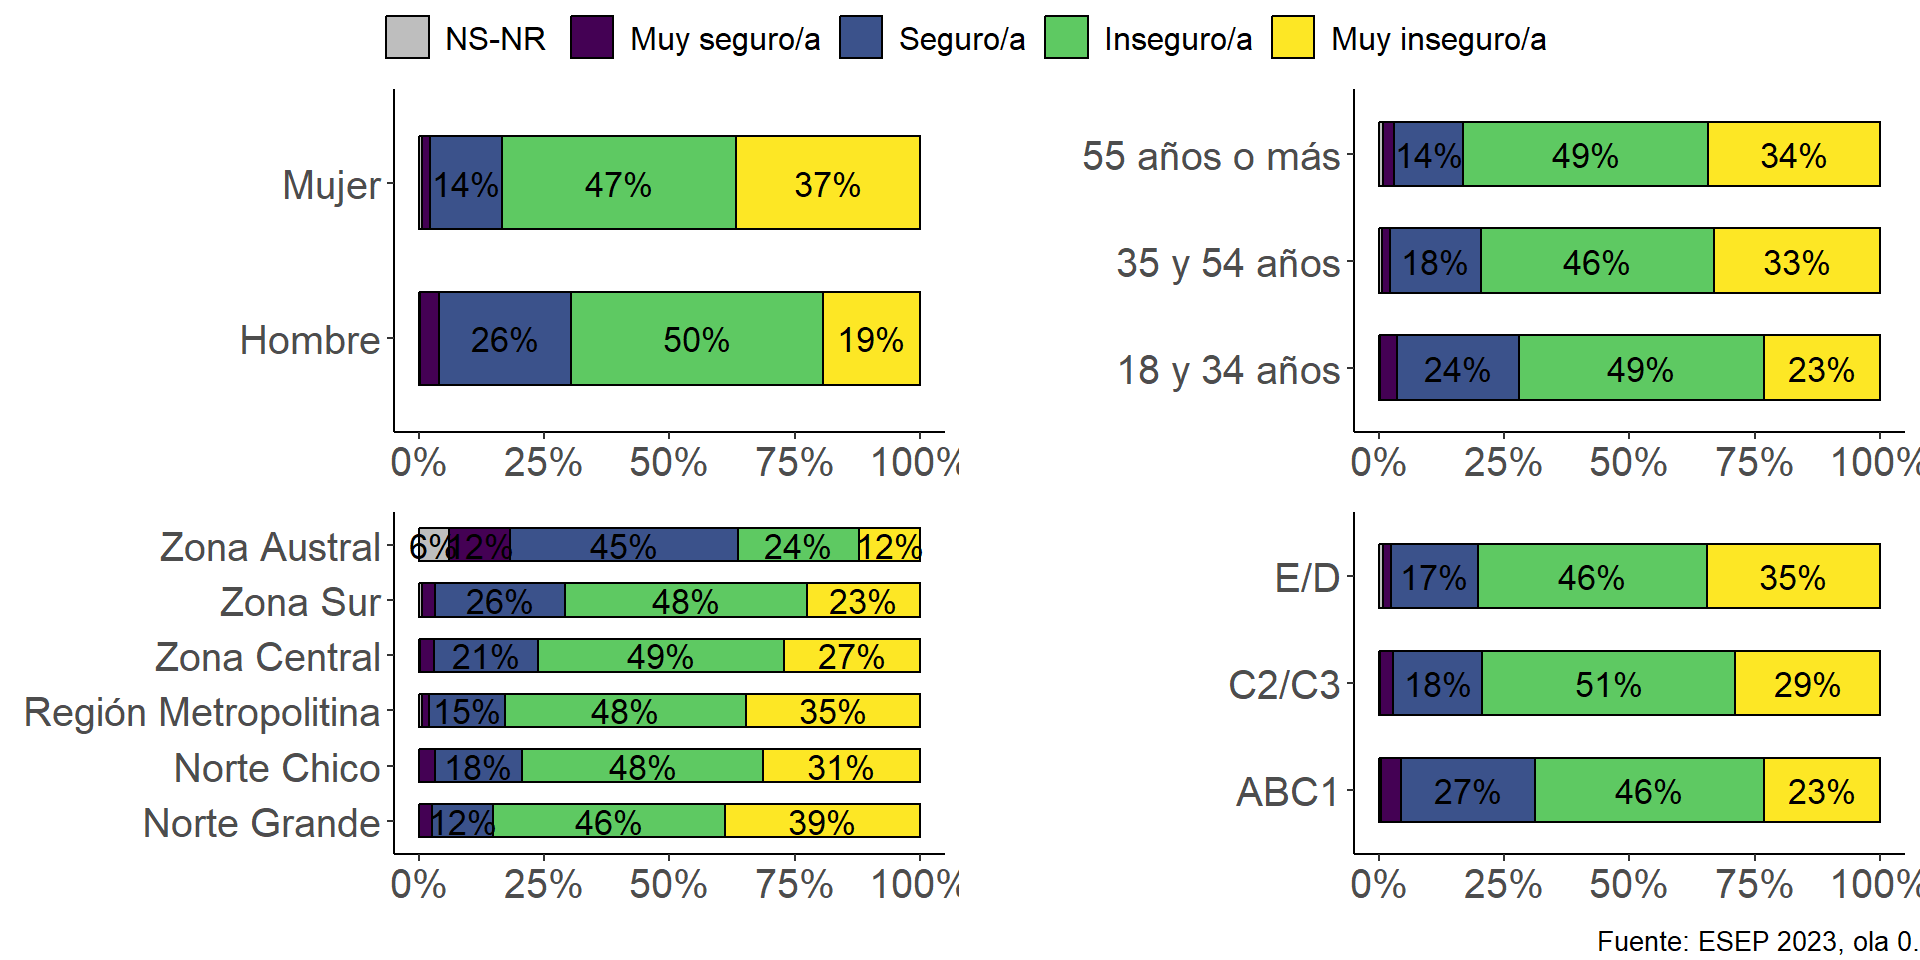 NS-NR Muy seguro/a Seguro/a Inseguro/a Muy inseguro/a
Mujer 14% 47% 37%
Hombre 26% 50% 19%
0% 25% 50% 75% 100%
55 años o más 14% 49% 34%
35 y 54 años 18% 46% 33%
18 y 34 años 24% 49% 23%
0% 25% 50% 75% 100%
Zona Austral 6% 12% 45% 24% 12%
Zona Sur 26% 48% 23%
Zona Central 21% 49% 27%
Región Metropolitina 15% 48% 35%
Norte Chico 18% 48% 31%
Norte Grande 12% 46% 39%
0% 25% 50% 75% 100%
E/D 17% 46% 35%
C2/C3 18% 51% 29%
ABC1 27% 46% 23%
0% 25% 50% 75% 100%
Fuente: ESEP 2023, ola 0.